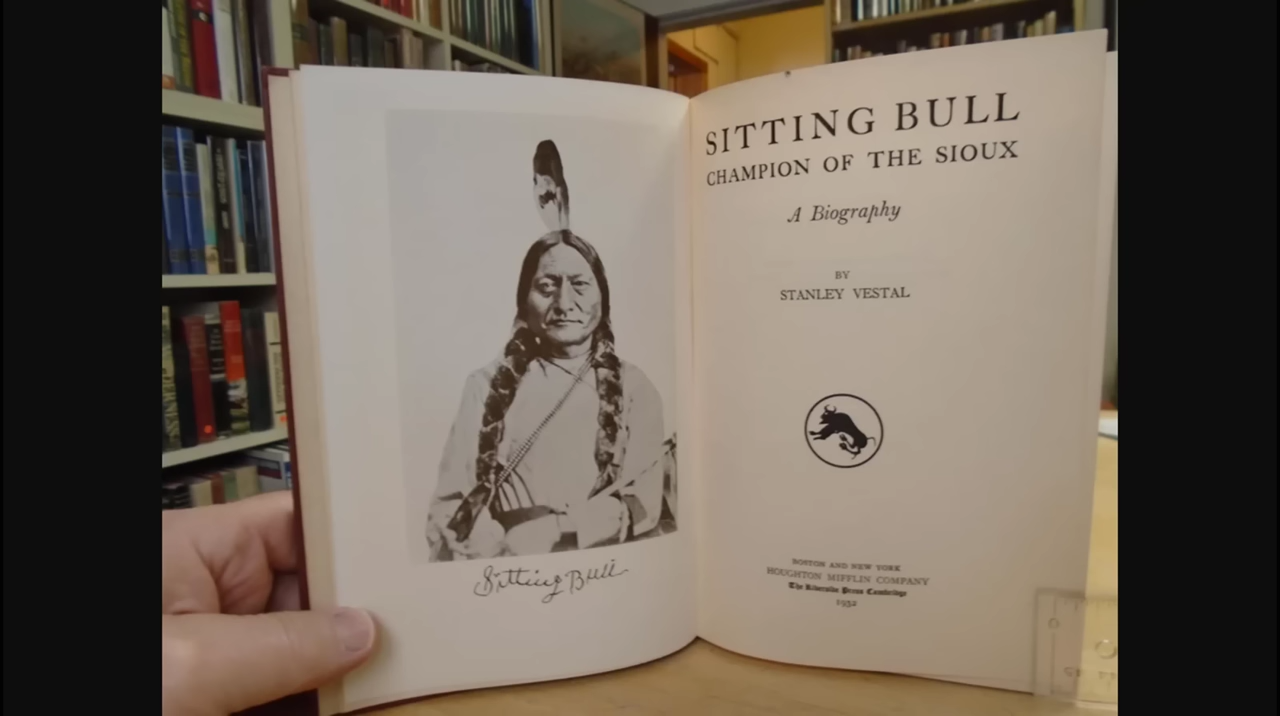 Sitting Bull
SITTING BULL
CHAMPION OF THE SIOUX
A Biography
BY
STANLEY VESTAL
BOSTON AND NEW YORK
HOUGHTON MIFFLIN COMPANY
The Riverside Press Cambridge
1932